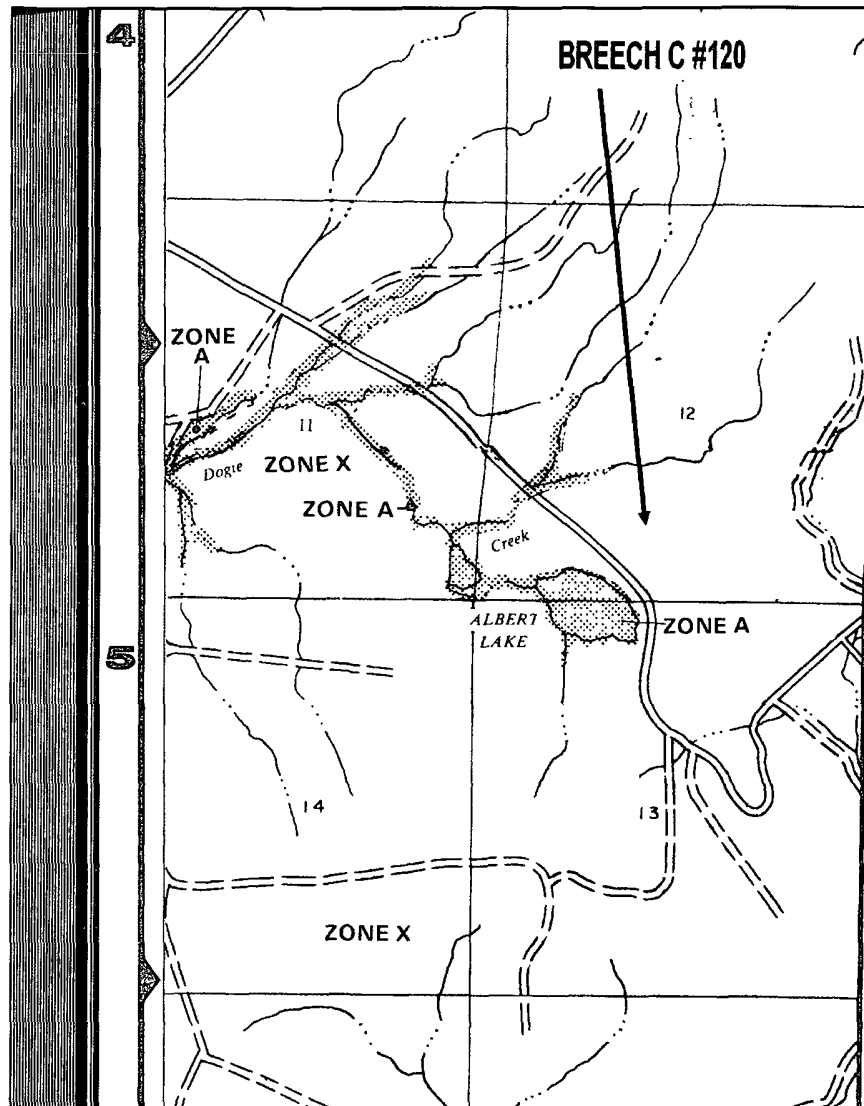 4
BREECH C #120
ZONE
A
12
11
Dogie
ZONE X
ZONE A
Creek
ALBERT
LAKE
ZONE A
5
14
13
ZONE X